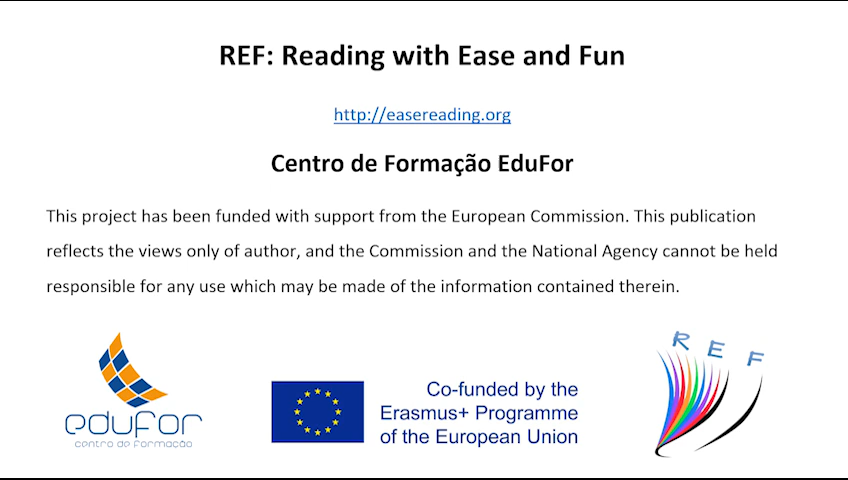 REF: Reading with Ease and Fun
http://easereading.org
Centro de Formação EduFor
This project has been funded with support from the European Commission. This publication
reflects the views only of author, and the Commission and the National Agency cannot be held
responsible for any use which may be made of the information contained therein.
edufor
centro de formação
Co-funded by the
Erasmus+ Programme
of the European Union
REF